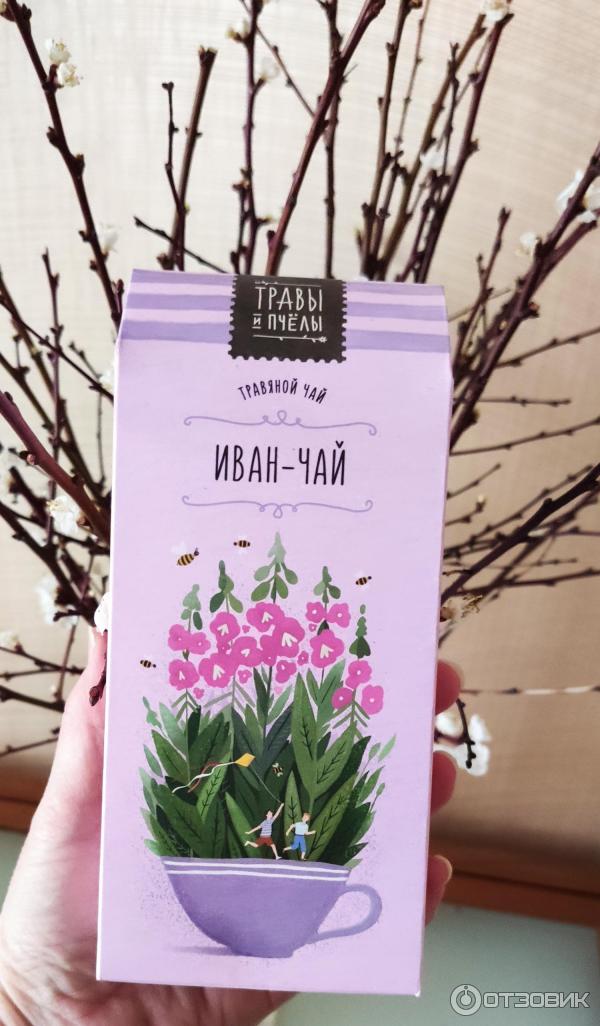 ТРАВЫ
И ПЧЁЛЫ
ТРАВЯНОЙ ЧАЙ
ИВАН-ЧАЙ
ОТЗОВИК